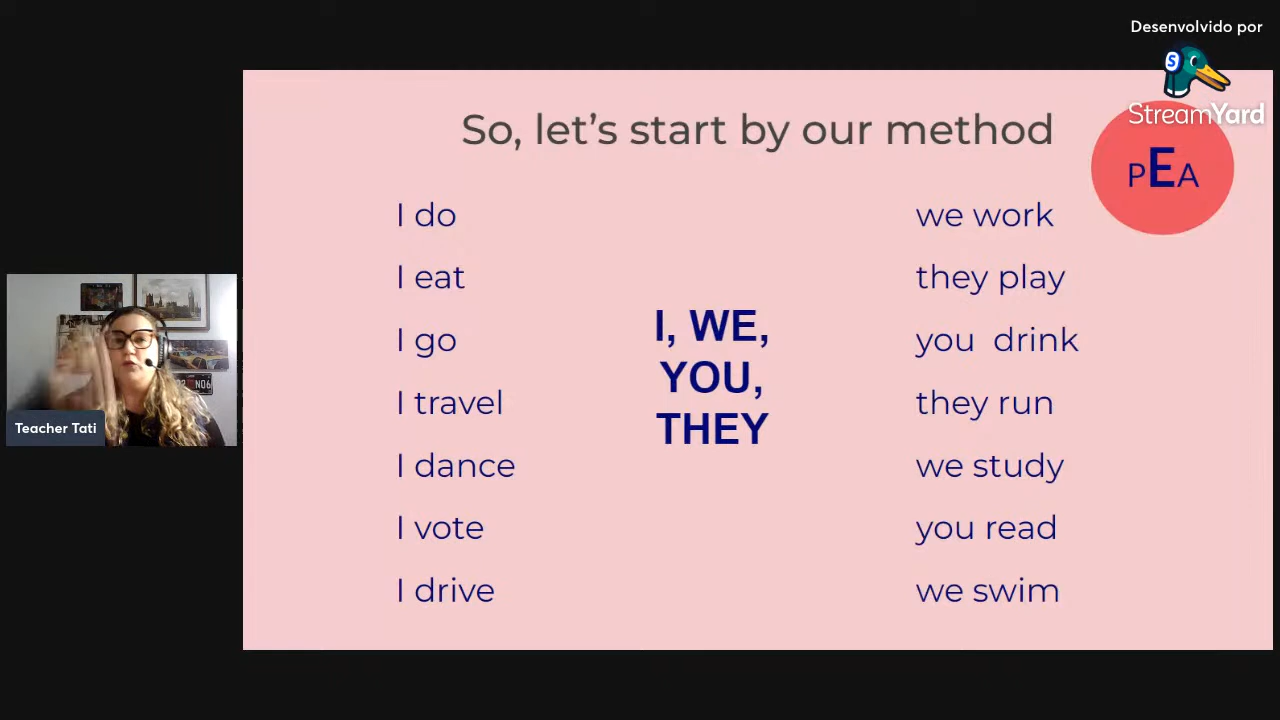 Desenvolvido por
StreamYard
So, let's start by our method
PEA
I do
I eat
I go
I travel
I dance
I vote
I drive
I, WE,
YOU,
THEY
we work
they play
you  drink
they run
we study
you read
we swim
Teacher Tati